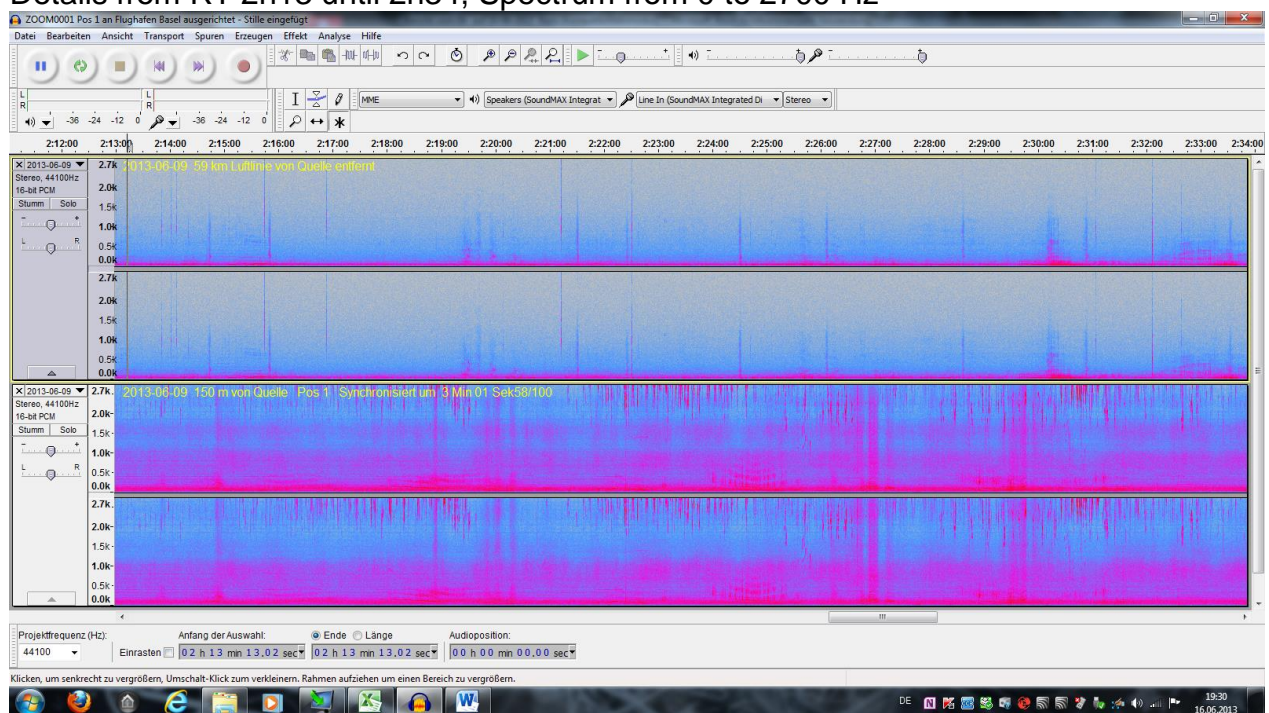 Details from RT 2h13 until 2h34, Spectrum from 0 to 2700 Hz
ZOOM0001 Pos 1 an Flughafen Basel ausgerichtet - Stille eingefügt
Datei Bearbeiten Ansicht Transport Spuren Erzeugen Effekt Analyse Hilfe
L
R
L
R
MME
Speakers (SoundMAX Integrat
Line In (SoundMAX Integrated Di
Stereo
-36 -24 -12 0
-36 -24 -12 0
2:12:00 2:13:00 2:14:00 2:15:00 2:16:00 2:17:00 2:18:00 2:19:00 2:20:00 2:21:00 2:22:00 2:23:00 2:24:00 2:25:00 2:26:00 2:27:00 2:28:00 2:29:00 2:30:00 2:31:00 2:32:00 2:33:00 2:34:00
2013-06-09
Stereo, 44100Hz
16-bit PCM
Stumm Solo
- +
L R
2.7k
2.0k
1.5k
1.0k
0.5k
0.0k
2013-06-09 59 km Luftlinie von Quelle entfernt
2.7k
2.0k
1.5k
1.0k
0.5k
0.0k
2013-06-09
Stereo, 44100Hz
16-bit PCM
Stumm Solo
- +
L R
2.7k
2.0k
1.5k
1.0k
0.5k
0.0k
2013-06-09 150 m von Quelle Pos 1 Synchronisiert um 3 Min 01 Sek58/100
2.7k
2.0k
1.5k
1.0k
0.5k
0.0k
Projektfrequenz (Hz): Anfang der Auswahl: Ende Länge Audioposition:
44100 Einrasten 02 h 13 min 13,02 sec 02 h 13 min 13,02 sec 00 h 00 min 00,00 sec
Klicken, um senkrecht zu vergrößern, Umschalt-Klick zum verkleinern. Rahmen aufziehen um einen Bereich zu vergrößern.
DE
19:30
16.06.2013